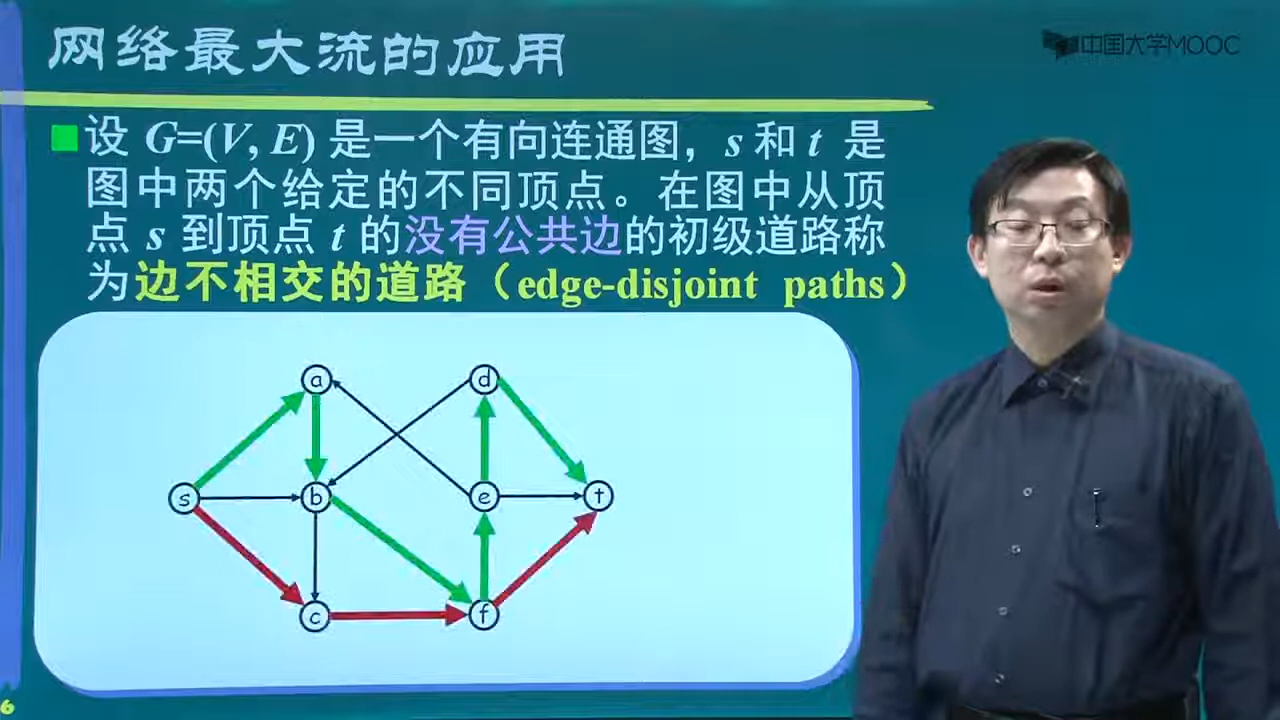 网络最大流的应用
中国大学MOOC
设 G=(V, E) 是一个有向连通图，s 和 t 是
图中两个给定的不同顶点。在图中从顶
点 s 到顶点 t 的没有公共边的初级道路称
为边不相交的道路（edge-disjoint paths）
a
d
s
b
e
t
c
f
6